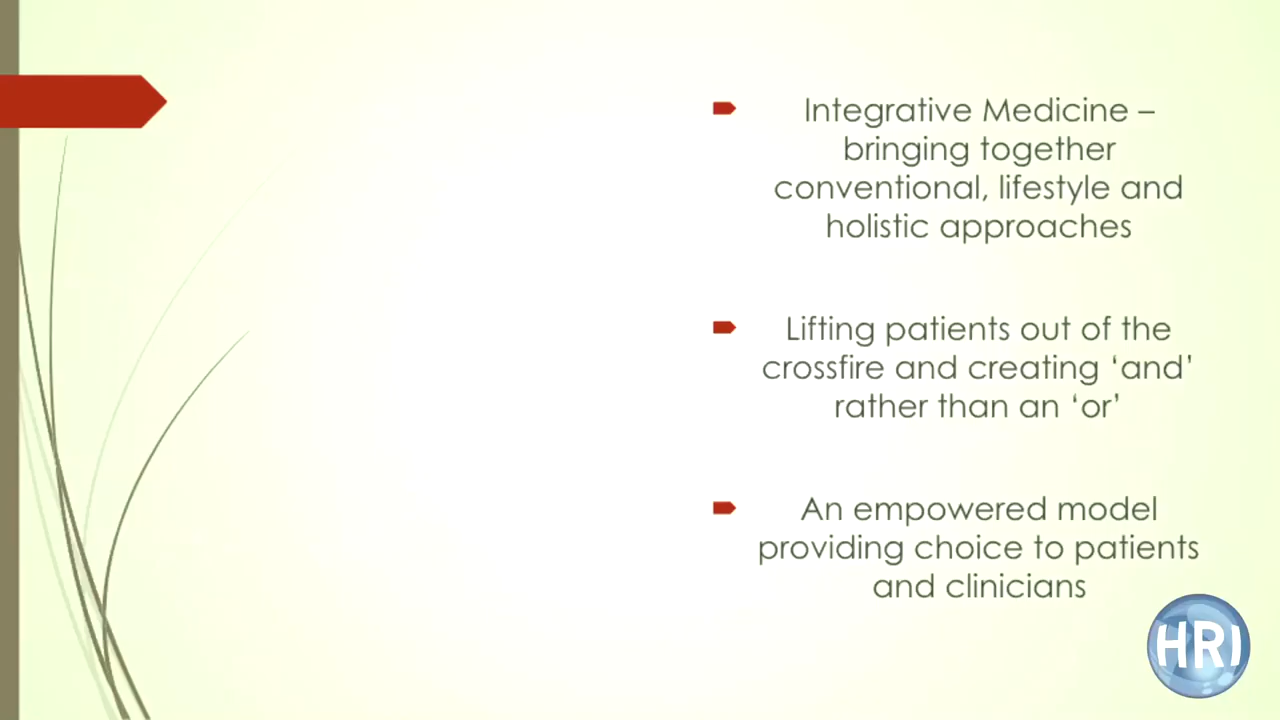 Integrative Medicine –
bringing together
conventional, lifestyle and
holistic approaches
Lifting patients out of the
crossfire and creating ‘and’
rather than an ‘or’
An empowered model
providing choice to patients
and clinicians
HRI